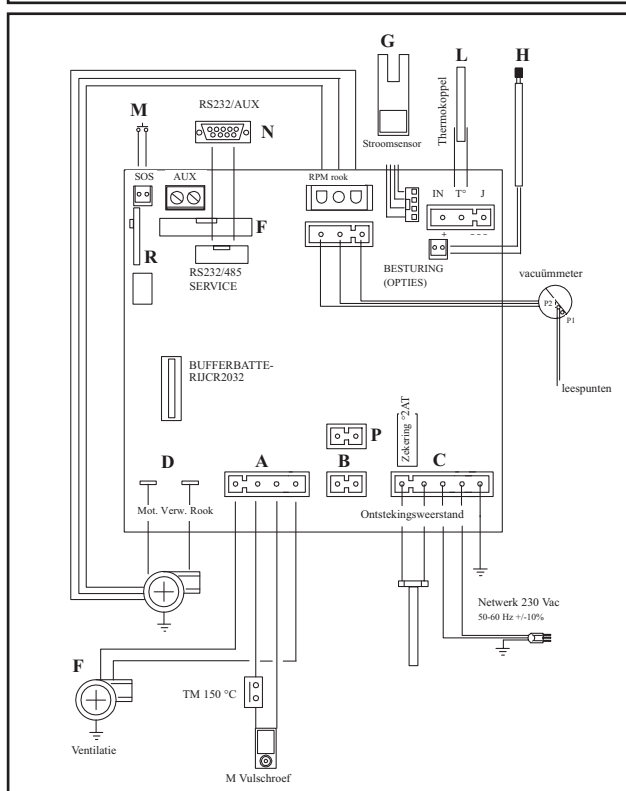 G
L
H
M
RS232/AUX
N
Thermokoppel
Stroomsensor
SOS
AUX
RPM rook
IN T° J
F
+
- - -
R
RS232/485
SERVICE
BESTURING
(OPTIES)
vacuümmeter
P2
P1
leespunten
BUFFERBATTE-
RIJCR2032
P
Zekering °2AT
D
A
B
C
Mot. Verw. Rook
Ontstekingsweerstand
Netwerk 230 Vac
50-60 Hz +/-10%
F
TM 150 °C
Ventilatie
M Vulschroef